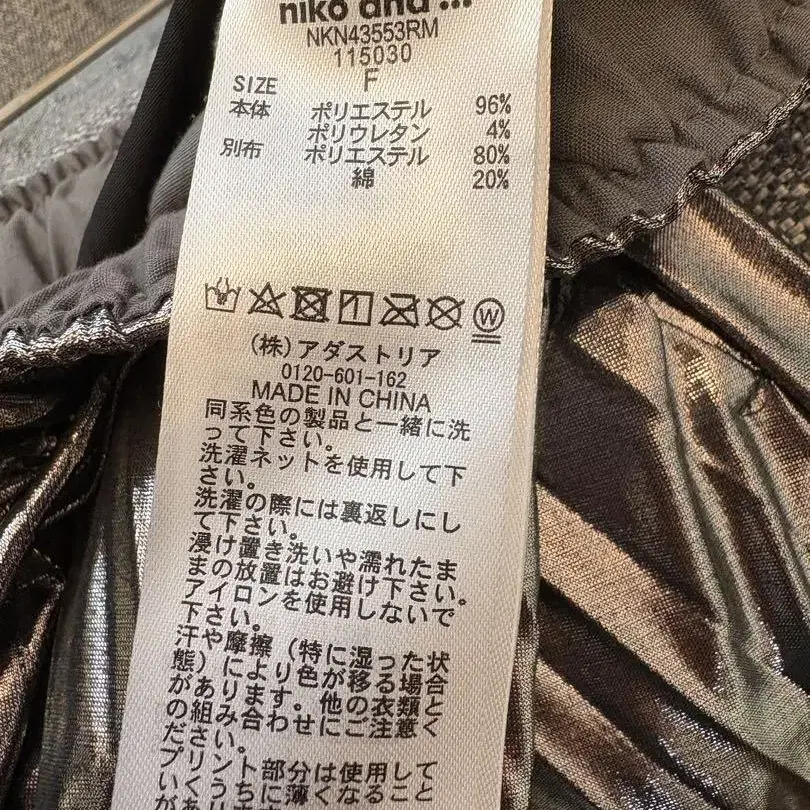 niko and ...
NKN43553RM
115030
SIZE F
本体 ポリエステル 96%
ポリウレタン 4%
別布 ポリエステル 80%
綿 20%
W
(株)アダストリア
0120-601-162
MADE IN CHINA
同系色の製品と一緒に洗
って下さい。
洗濯ネットを使用して下
さい。
洗濯の際には裏返しにし
て下さい。
浸け置き洗いや濡れたま
まの放置はお避け下さい。
アイロンを使用しないで
下さい。
汗や摩擦(特に湿った状
態)により色が移る場合
があります。他の衣類と
の組み合わせにご注意く
ださい。
プリント部分は使用して
いくうちに薄くなること